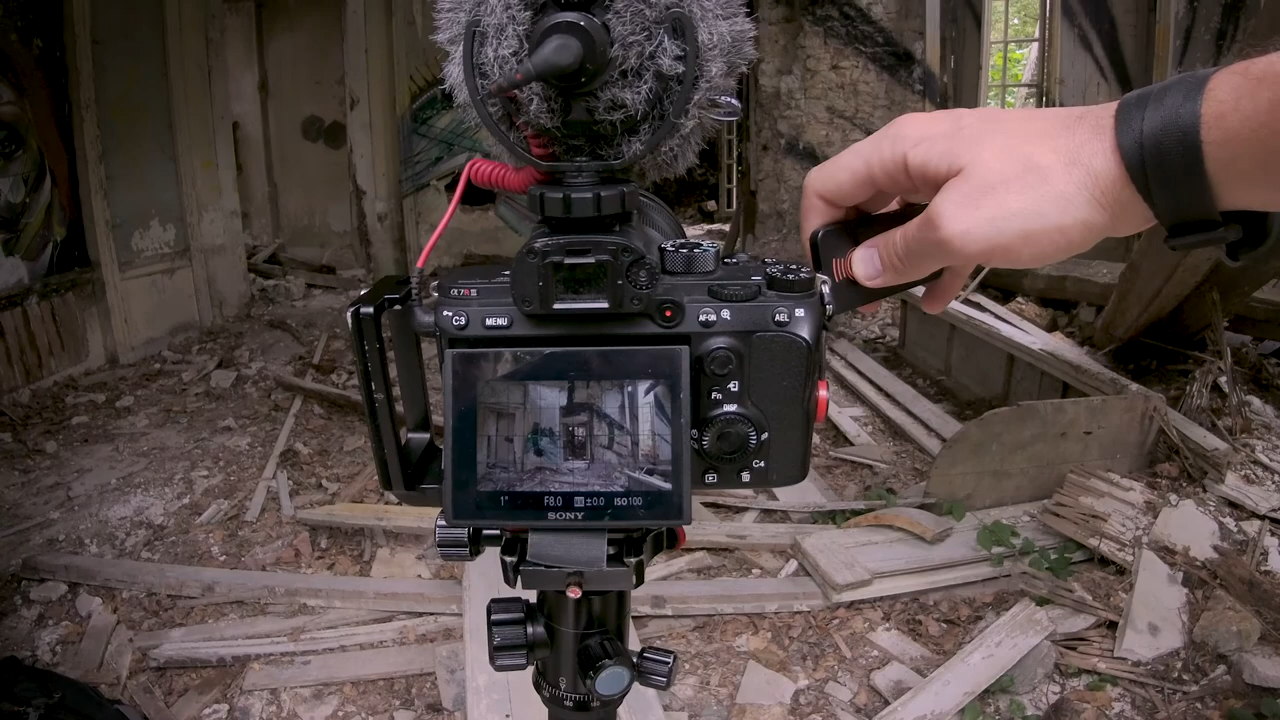 α7RIII
C3
MENU
AF-ON
AEL
Fn
DISP
C4
1" F8.0 ±0.0 ISO100
SONY